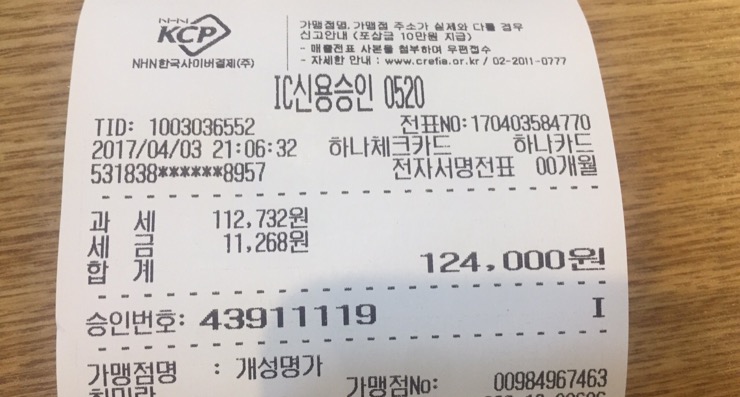 NHN
KCP
NHN한국사이버결제(주)
가맹점명, 가맹점 주소가 실제와 다를 경우
신고안내 (포상금 10만원 지급)
- 매출전표 사본을 첨부하여 우편접수
- 자세한 안내 : www.crefia.or.kr / 02-2011-0777
IC신용승인 0520
TID: 1003036552 전표NO:170403584770
2017/04/03 21:06:32 하나체크카드 하나카드
531838******8957 전자서명전표 00개월
과 세 112,732원
세 금 11,268원
합 계 124,000원
승인번호: 43911119 I
가맹점명 : 개성명가
가맹점No: 00984967463